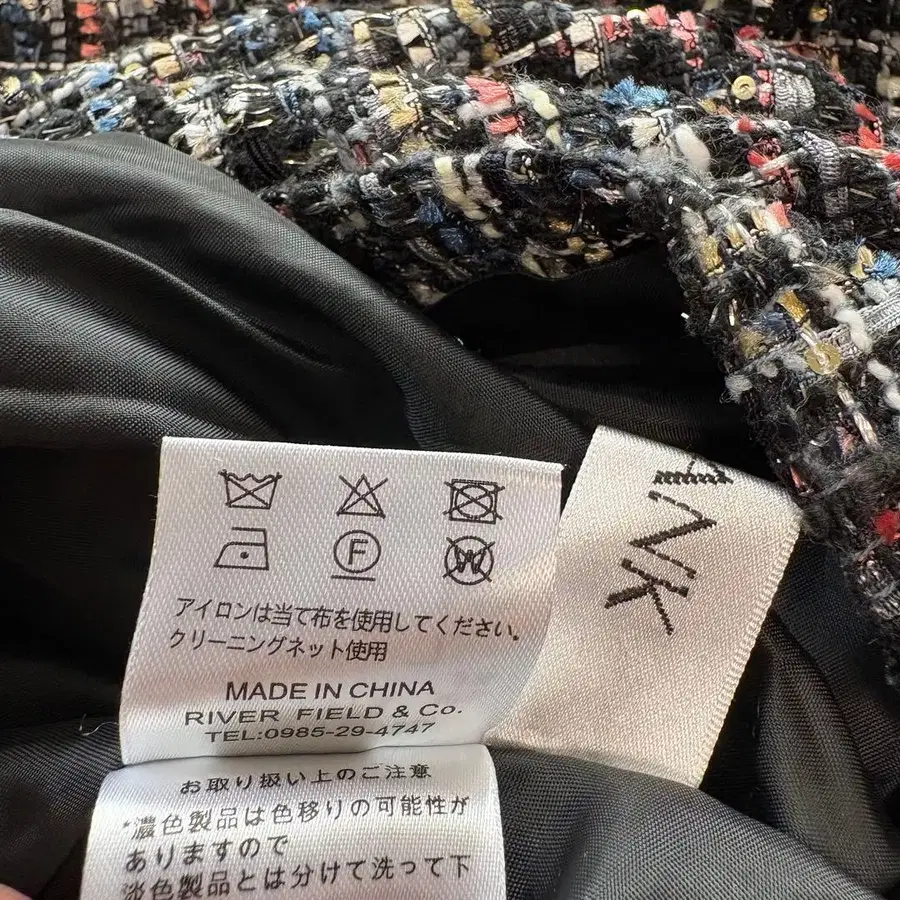 F
W
アイロンは当て布を使用してください。
クリーニングネット使用
MADE IN CHINA
RIVER FIELD & Co.
TEL:0985-29-4747
mini
NK
お取り扱い上のご注意
*濃色製品は色移りの可能性が
ありますので
淡色製品とは分けて洗って下